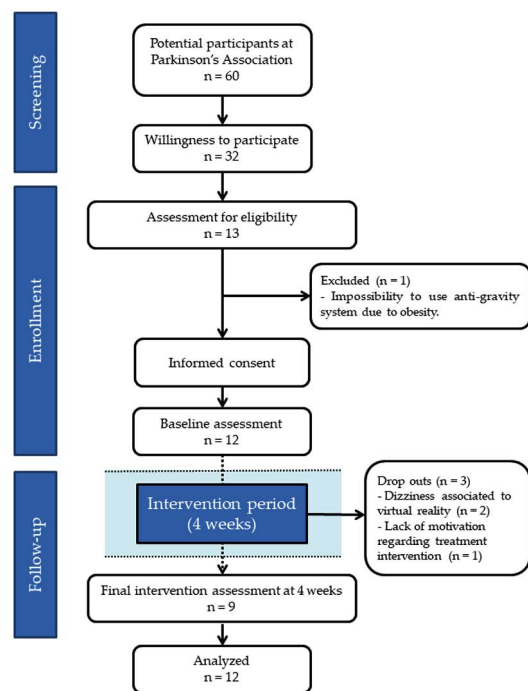 Screening
Potential participants at
Parkinson's Association
n = 60
Willingness to participate
n = 32
Enrollment
Assessment for eligibility
n = 13
Excluded (n = 1)
- Impossibility to use anti-gravity
system due to obesity.
Informed consent
Baseline assessment
n = 12
Follow-up
Intervention period
(4 weeks)
Drop outs (n = 3)
- Dizziness associated to
virtual reality (n = 2)
- Lack of motivation
regarding treatment
intervention (n = 1)
Final intervention assessment at 4 weeks
n = 9
Analyzed
n = 12